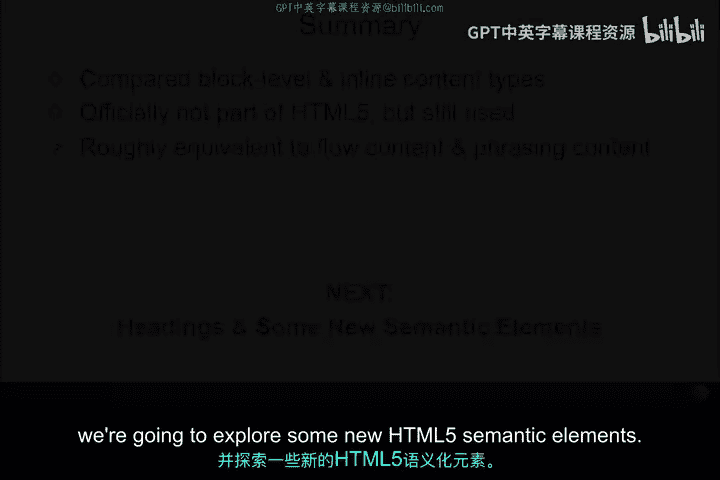 GPT中英字幕课程资源@bilibili.com
Summary
GPT中英字幕课程资源 bilibili
Compared block-level & inline content types
Officially not part of HTML5, but still used
Roughly equivalent to flow content & phrasing content
NEXT:
Headings & Some New Semantic Elements
we're going to explore some new HTML5 semantic elements.
并探索一些新的HTML5语义化元素。